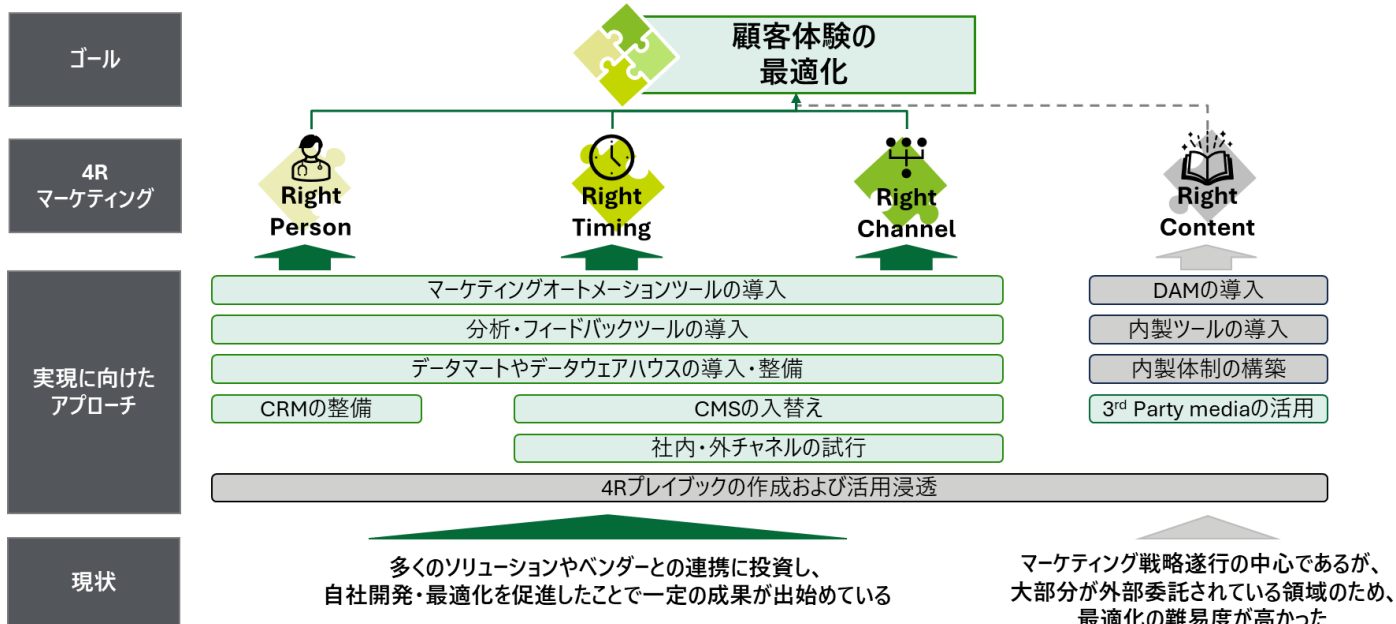 ゴール
顧客体験の
最適化
4R
マーケティング
Right
Person
Right
Timing
Right
Channel
Right
Content
実現に向けた
アプローチ
マーケティングオートメーションツールの導入
DAMの導入
分析・フィードバックツールの導入
内製ツールの導入
データマートやデータウェアハウスの導入・整備
内製体制の構築
CRMの整備
CMSの入替え
3rd Party mediaの活用
社内・外チャネルの試行
4Rプレイブックの作成および活用浸透
現状
多くのソリューションやベンダーとの連携に投資し、
自社開発・最適化を促進したことで一定の成果が出始めている
マーケティング戦略遂行の中心であるが、
大部分が外部委託されている領域のため、
最適化の難易度が高かった